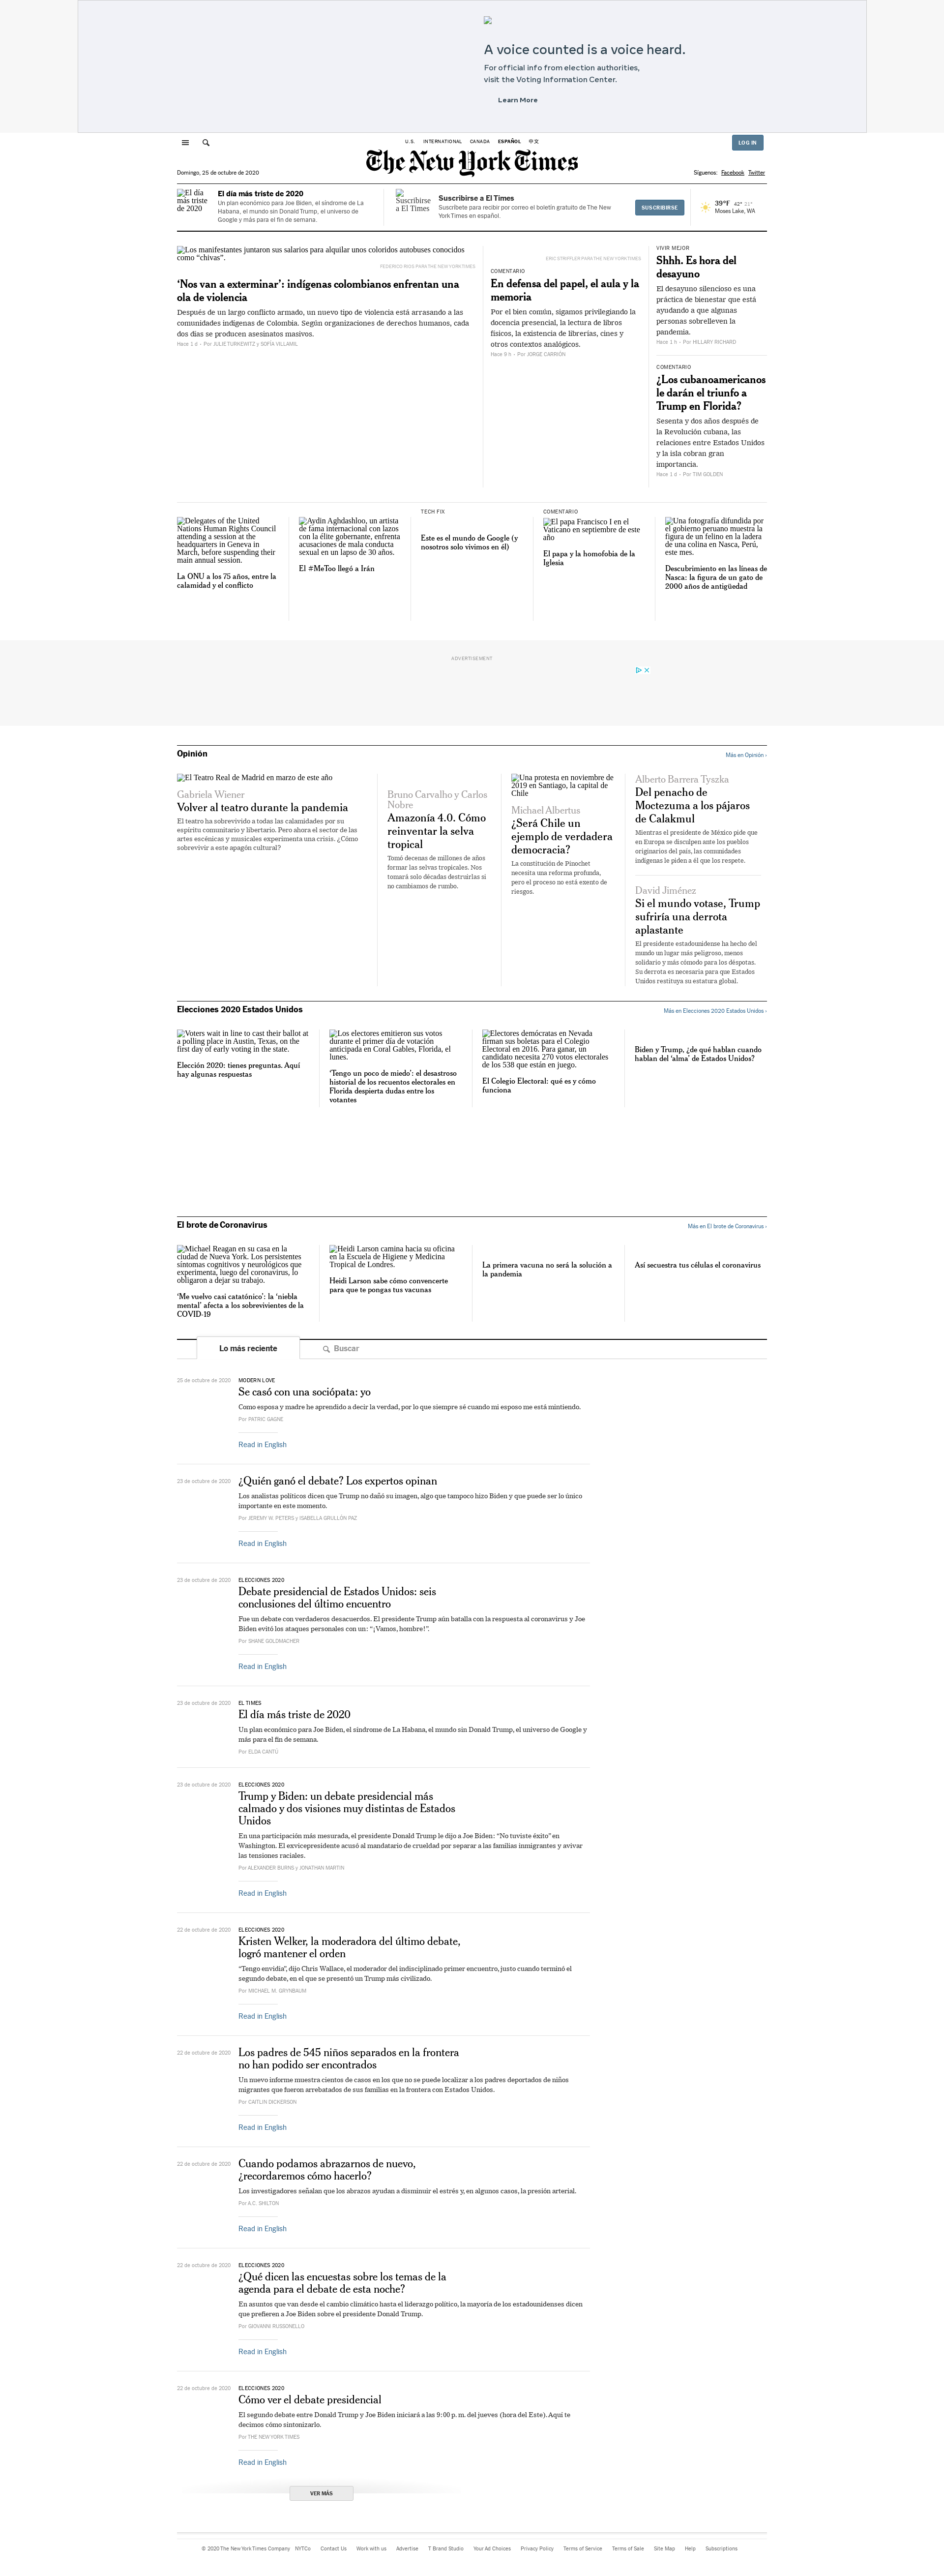 A voice counted is a voice heard.
For official info from election authorities,
visit the Voting Information Center.
Learn More
U.S. INTERNATIONAL CANADA ESPAÑOL 中文
LOG IN
The New York Times
Domingo, 25 de octubre de 2020
Síguenos: Facebook Twitter
El día
más triste
de 2020
El día más triste de 2020
Un plan económico para Joe Biden, el síndrome de La
Habana, el mundo sin Donald Trump, el universo de
Google y más para el fin de semana.
Suscribirse
a El Times
Suscribirse a El Times
Suscríbete para recibir por correo el boletín gratuito de The New
York Times en español.
SUSCRIBIRSE
39°F 42° 21°
Moses Lake, WA
Los manifestantes juntaron sus salarios para alquilar unos coloridos autobuses conocidos
como “chivas”.
FEDERICO RIOS PARA THE NEW YORK TIMES
‘Nos van a exterminar’: indígenas colombianos enfrentan una
ola de violencia
Después de un largo conflicto armado, un nuevo tipo de violencia está arrasando a las
comunidades indígenas de Colombia. Según organizaciones de derechos humanos, cada
dos días se producen asesinatos masivos.
Hace 1 d – Por JULIE TURKEWITZ y SOFÍA VILLAMIL
ERIC STRIFFLER PARA THE NEW YORK TIMES
COMENTARIO
En defensa del papel, el aula y la
memoria
Por el bien común, sigamos privilegiando la
docencia presencial, la lectura de libros
físicos, la existencia de librerías, cines y
otros contextos analógicos.
Hace 9 h – Por JORGE CARRIÓN
VIVIR MEJOR
Shhh. Es hora del
desayuno
El desayuno silencioso es una
práctica de bienestar que está
ayudando a que algunas
personas sobrelleven la
pandemia.
Hace 1 h – Por HILLARY RICHARD
COMENTARIO
¿Los cubanoamericanos
le darán el triunfo a
Trump en Florida?
Sesenta y dos años después de
la Revolución cubana, las
relaciones entre Estados Unidos
y la isla cobran gran
importancia.
Hace 1 d – Por TIM GOLDEN
Delegates of the United
Nations Human Rights Council
attending a session at the
headquarters in Geneva in
March, before suspending their
main annual session.
La ONU a los 75 años, entre la
calamidad y el conflicto
Aydin Aghdashloo, un artista
de fama internacional con lazos
con la élite gobernante, enfrenta
acusaciones de mala conducta
sexual en un lapso de 30 años.
El #MeToo llegó a Irán
TECH FIX
Este es el mundo de Google (y
nosotros solo vivimos en él)
COMENTARIO
El papa Francisco I en el
Vaticano en septiembre de este
año
El papa y la homofobia de la
Iglesia
Una fotografía difundida por
el gobierno peruano muestra la
figura de un felino en la ladera
de una colina en Nasca, Perú,
este mes.
Descubrimiento en las líneas de
Nasca: la figura de un gato de
2000 años de antigüedad
ADVERTISEMENT
Opinión
Más en Opinión ›
El Teatro Real de Madrid en marzo de este año
Gabriela Wiener
Volver al teatro durante la pandemia
El teatro ha sobrevivido a todas las calamidades por su
espíritu comunitario y libertario. Pero ahora el sector de las
artes escénicas y musicales experimenta una crisis. ¿Cómo
sobrevivir a este apagón cultural?
Bruno Carvalho y Carlos
Nobre
Amazonía 4.0. Cómo
reinventar la selva
tropical
Tomó decenas de millones de años
formar las selvas tropicales. Nos
tomará solo décadas destruirlas si
no cambiamos de rumbo.
Una protesta en noviembre de
2019 en Santiago, la capital de
Chile
Michael Albertus
¿Será Chile un
ejemplo de verdadera
democracia?
La constitución de Pinochet
necesita una reforma profunda,
pero el proceso no está exento de
riesgos.
Alberto Barrera Tyszka
Del penacho de
Moctezuma a los pájaros
de Calakmul
Mientras el presidente de México pide que
en Europa se disculpen ante los pueblos
originarios del país, las comunidades
indígenas le piden a él que los respete.
David Jiménez
Si el mundo votase, Trump
sufriría una derrota
aplastante
El presidente estadounidense ha hecho del
mundo un lugar más peligroso, menos
solidario y más cómodo para los déspotas.
Su derrota es necesaria para que Estados
Unidos restituya su estatura global.
Elecciones 2020 Estados Unidos
Más en Elecciones 2020 Estados Unidos ›
Voters wait in line to cast their ballot at
a polling place in Austin, Texas, on the
first day of early voting in the state.
Elección 2020: tienes preguntas. Aquí
hay algunas respuestas
Los electores emitieron sus votos
durante el primer día de votación
anticipada en Coral Gables, Florida, el
lunes.
‘Tengo un poco de miedo’: el desastroso
historial de los recuentos electorales en
Florida despierta dudas entre los
votantes
Electores demócratas en Nevada
firman sus boletas para el Colegio
Electoral en 2016. Para ganar, un
candidato necesita 270 votos electorales
de los 538 que están en juego.
El Colegio Electoral: qué es y cómo
funciona
Biden y Trump, ¿de qué hablan cuando
hablan del ‘alma’ de Estados Unidos?
El brote de Coronavirus
Más en El brote de Coronavirus ›
Michael Reagan en su casa en la
ciudad de Nueva York. Los persistentes
síntomas cognitivos y neurológicos que
experimenta, luego del coronavirus, lo
obligaron a dejar su trabajo.
‘Me vuelvo casi catatónico’: la ‘niebla
mental’ afecta a los sobrevivientes de la
COVID-19
Heidi Larson camina hacia su oficina
en la Escuela de Higiene y Medicina
Tropical de Londres.
Heidi Larson sabe cómo convencerte
para que te pongas tus vacunas
La primera vacuna no será la solución a
la pandemia
Así secuestra tus células el coronavirus
Lo más reciente
Buscar
25 de octubre de 2020
MODERN LOVE
Se casó con una sociópata: yo
Como esposa y madre he aprendido a decir la verdad, por lo que siempre sé cuando mi esposo me está mintiendo.
Por PATRIC GAGNE
Read in English
23 de octubre de 2020
¿Quién ganó el debate? Los expertos opinan
Los analistas políticos dicen que Trump no dañó su imagen, algo que tampoco hizo Biden y que puede ser lo único
importante en este momento.
Por JEREMY W. PETERS y ISABELLA GRULLÓN PAZ
Read in English
23 de octubre de 2020
ELECCIONES 2020
Debate presidencial de Estados Unidos: seis
conclusiones del último encuentro
Fue un debate con verdaderos desacuerdos. El presidente Trump aún batalla con la respuesta al coronavirus y Joe
Biden evitó los ataques personales con un: “¡Vamos, hombre!”.
Por SHANE GOLDMACHER
Read in English
23 de octubre de 2020
EL TIMES
El día más triste de 2020
Un plan económico para Joe Biden, el síndrome de La Habana, el mundo sin Donald Trump, el universo de Google y
más para el fin de semana.
Por ELDA CANTÚ
23 de octubre de 2020
ELECCIONES 2020
Trump y Biden: un debate presidencial más
calmado y dos visiones muy distintas de Estados
Unidos
En una participación más mesurada, el presidente Donald Trump le dijo a Joe Biden: “No tuviste éxito” en
Washington. El exvicepresidente acusó al mandatario de crueldad por separar a las familias inmigrantes y avivar
las tensiones raciales.
Por ALEXANDER BURNS y JONATHAN MARTIN
Read in English
22 de octubre de 2020
ELECCIONES 2020
Kristen Welker, la moderadora del último debate,
logró mantener el orden
“Tengo envidia”, dijo Chris Wallace, el moderador del indisciplinado primer encuentro, justo cuando terminó el
segundo debate, en el que se presentó un Trump más civilizado.
Por MICHAEL M. GRYNBAUM
Read in English
22 de octubre de 2020
Los padres de 545 niños separados en la frontera
no han podido ser encontrados
Un nuevo informe muestra cientos de casos en los que no se puede localizar a los padres deportados de niños
migrantes que fueron arrebatados de sus familias en la frontera con Estados Unidos.
Por CAITLIN DICKERSON
Read in English
22 de octubre de 2020
Cuando podamos abrazarnos de nuevo,
¿recordaremos cómo hacerlo?
Los investigadores señalan que los abrazos ayudan a disminuir el estrés y, en algunos casos, la presión arterial.
Por A.C. SHILTON
Read in English
22 de octubre de 2020
ELECCIONES 2020
¿Qué dicen las encuestas sobre los temas de la
agenda para el debate de esta noche?
En asuntos que van desde el cambio climático hasta el liderazgo político, la mayoría de los estadounidenses dicen
que prefieren a Joe Biden sobre el presidente Donald Trump.
Por GIOVANNI RUSSONELLO
Read in English
22 de octubre de 2020
ELECCIONES 2020
Cómo ver el debate presidencial
El segundo debate entre Donald Trump y Joe Biden iniciará a las 9:00 p. m. del jueves (hora del Este). Aquí te
decimos cómo sintonizarlo.
Por THE NEW YORK TIMES
Read in English
VER MÁS
© 2020 The New York Times Company NYTCo Contact Us Work with us Advertise T Brand Studio Your Ad Choices Privacy Policy Terms of Service Terms of Sale Site Map Help Subscriptions